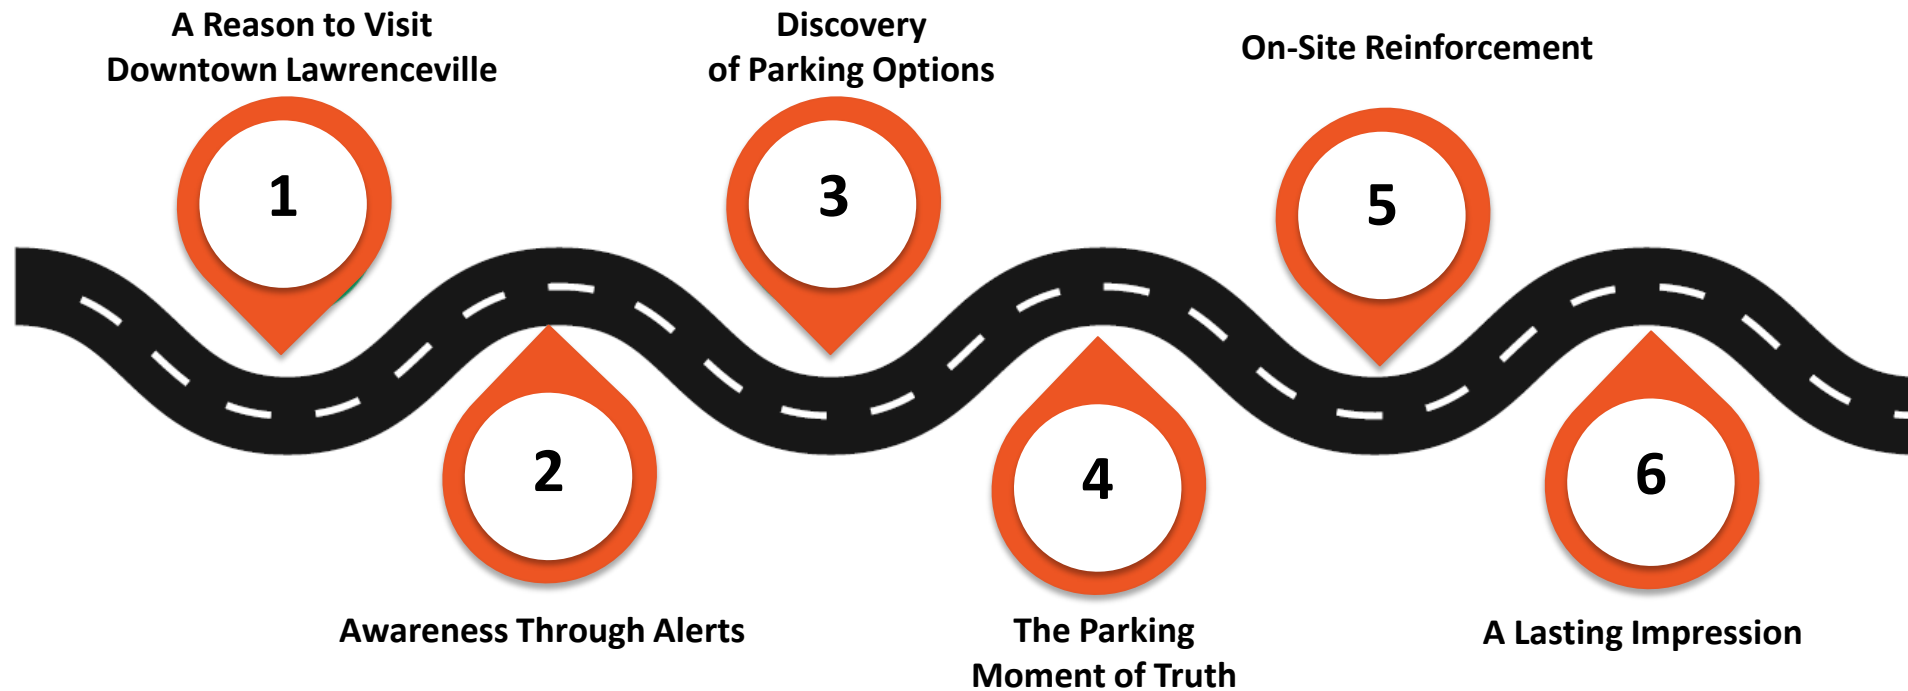 A Reason to Visit
Downtown Lawrenceville
1
Awareness Through Alerts
2
Discovery
of Parking Options
3
The Parking
Moment of Truth
4
On-Site Reinforcement
5
A Lasting Impression
6